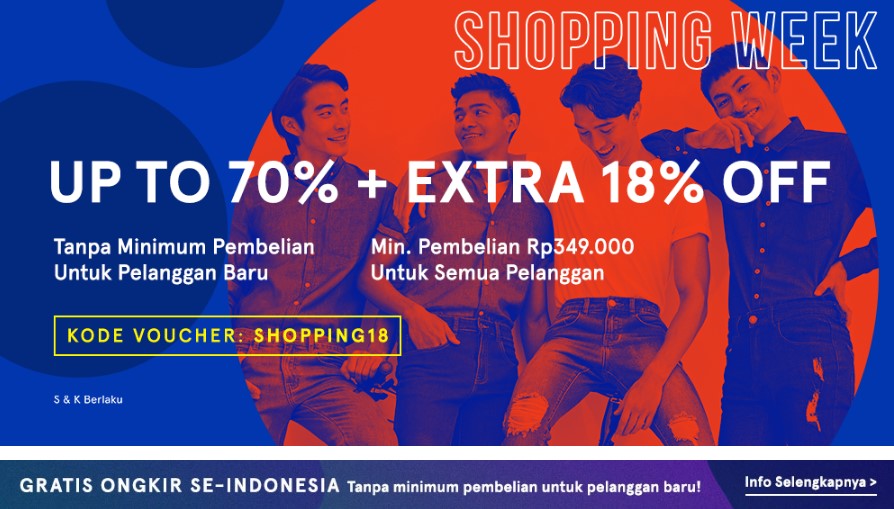 SHOPPING WEEK
UP TO 70% + EXTRA 18% OFF
Tanpa Minimum Pembelian
Untuk Pelanggan Baru
Min. Pembelian Rp349.000
Untuk Semua Pelanggan
KODE VOUCHER: SHOPPING18
S & K Berlaku
GRATIS ONGKIR SE-INDONESIA Tanpa minimum pembelian untuk pelanggan baru!
Info Selengkapnya >